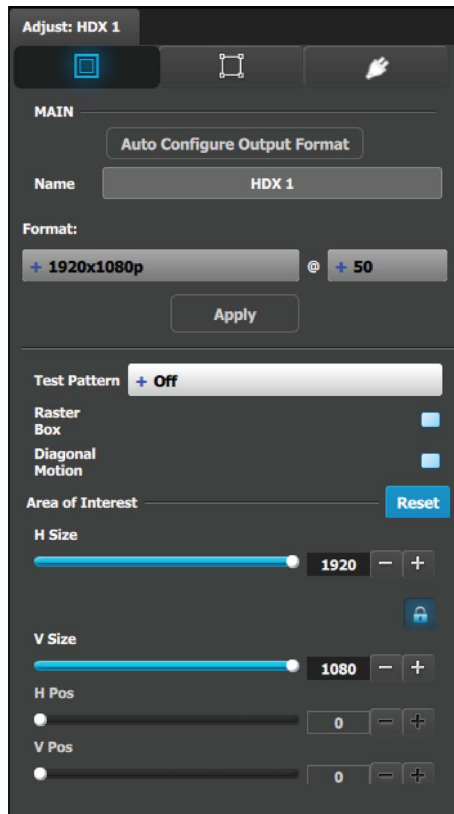 Adjust: HDX 1
MAIN
Auto Configure Output Format
Name HDX 1
Format:
+ 1920x1080p @ + 50
Apply
Test Pattern + Off
Raster
Box
Diagonal
Motion
Area of Interest Reset
H Size
1920 − +
V Size
1080 − +
H Pos
0 − +
V Pos
0 − +